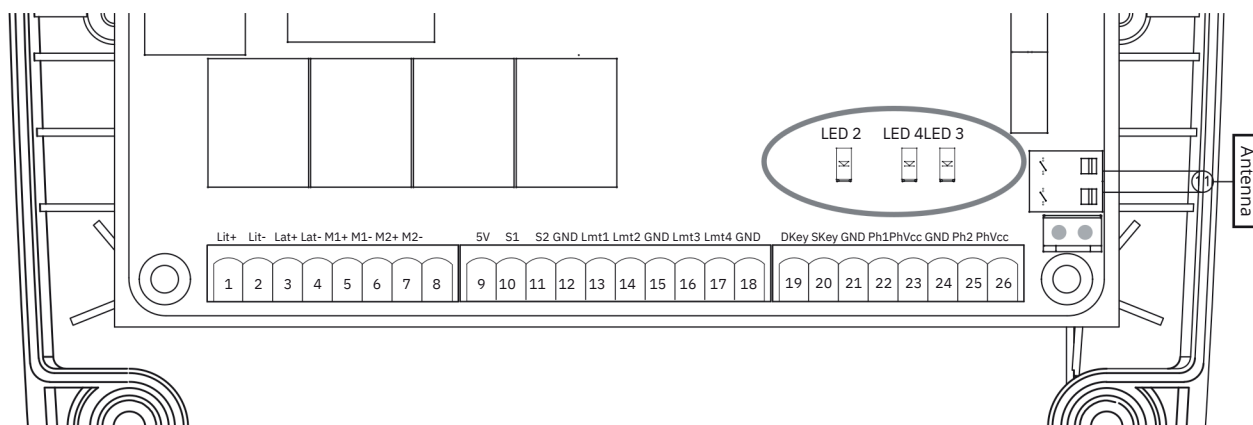 LED 2 LED 4LED 3
Antenna
11
Lit+ Lit- Lat+ Lat- M1+ M1- M2+ M2- 5V S1 S2 GND Lmt1 Lmt2 GND Lmt3 Lmt4 GND DKey SKey GND Ph1PhVcc GND Ph2 PhVcc
1 2 3 4 5 6 7 8 9 10 11 12 13 14 15 16 17 18 19 20 21 22 23 24 25 26